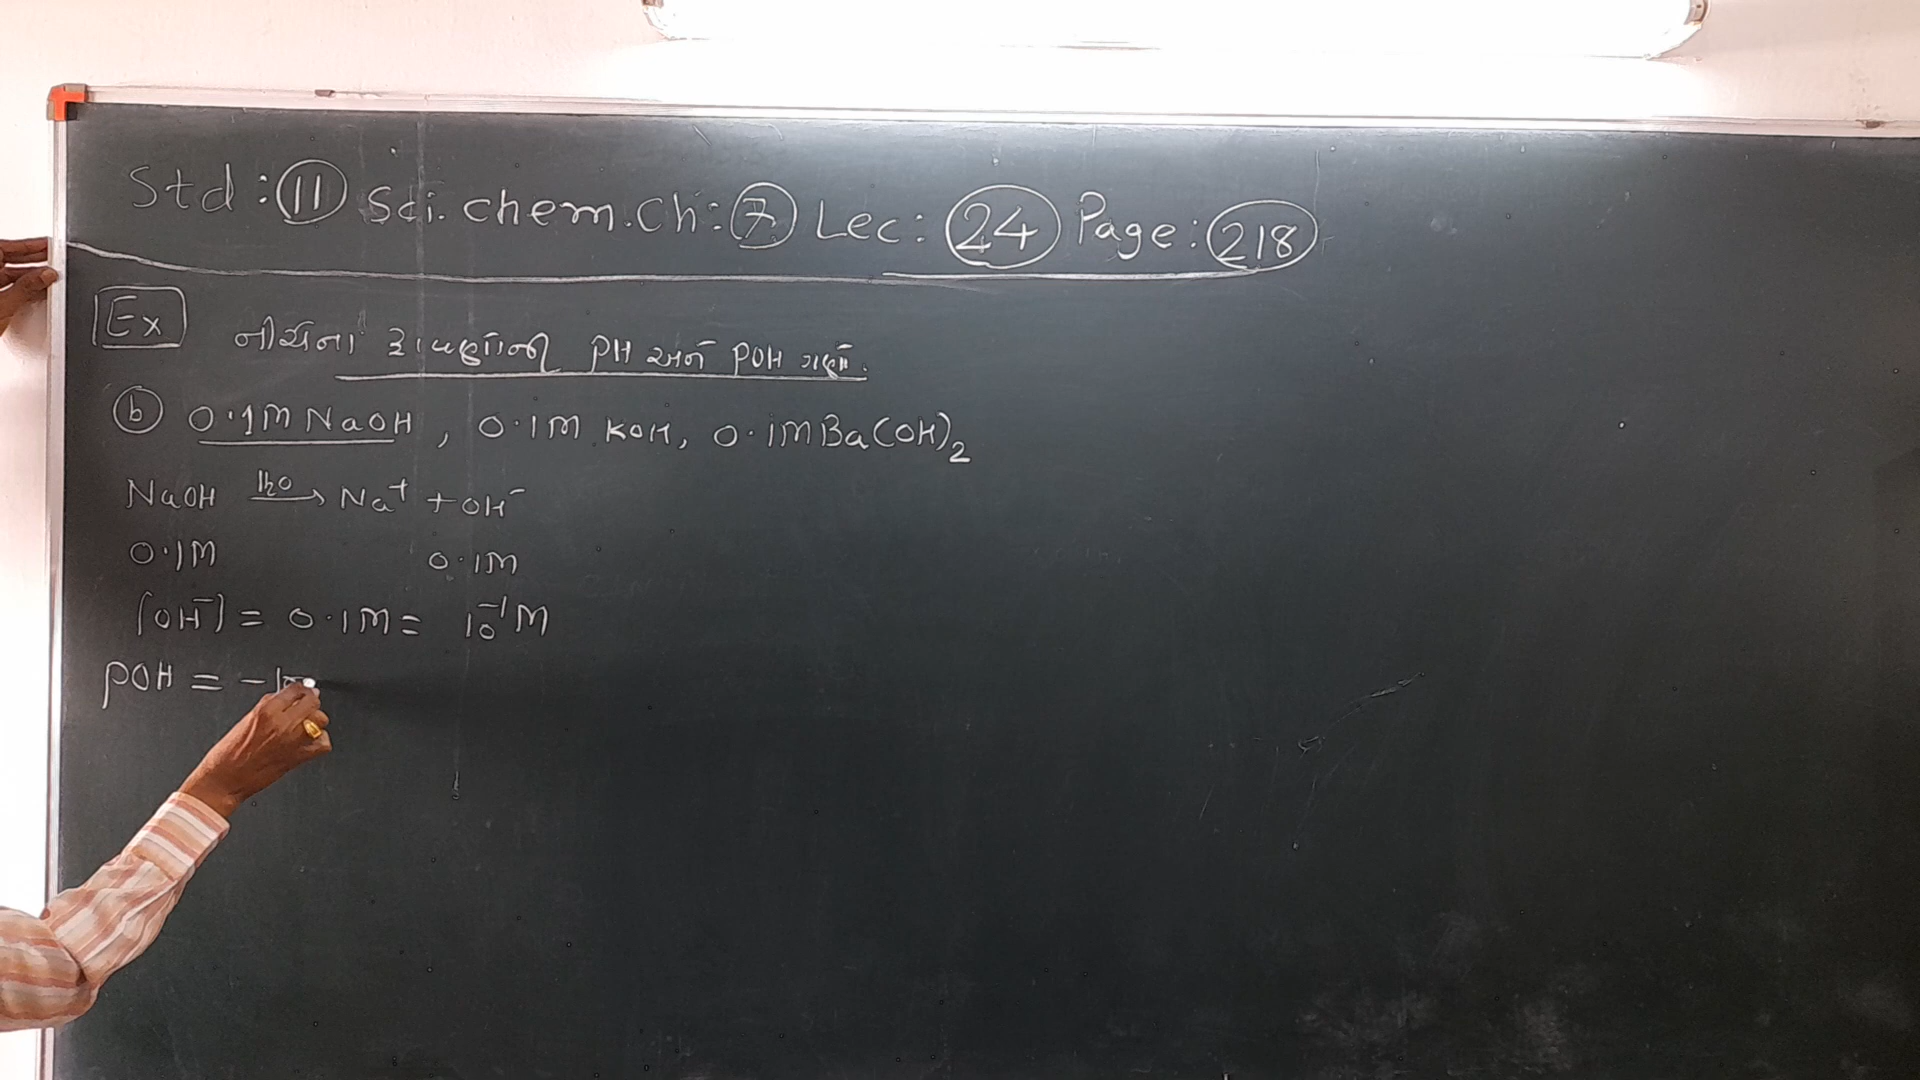 Std : 11 Sci. chem. Ch : 7 Lec : 24 Page : 218
Ex નીચેનાં દ્રાવણોની PH અને POH ગણો.
b 0.1M NaOH, 0.1M KOH, 0.1M Ba(OH)₂
NaOH —H₂O→ Na⁺ + OH⁻
0.1M 0.1M
[OH⁻] = 0.1M = 10⁻¹ M
POH = -